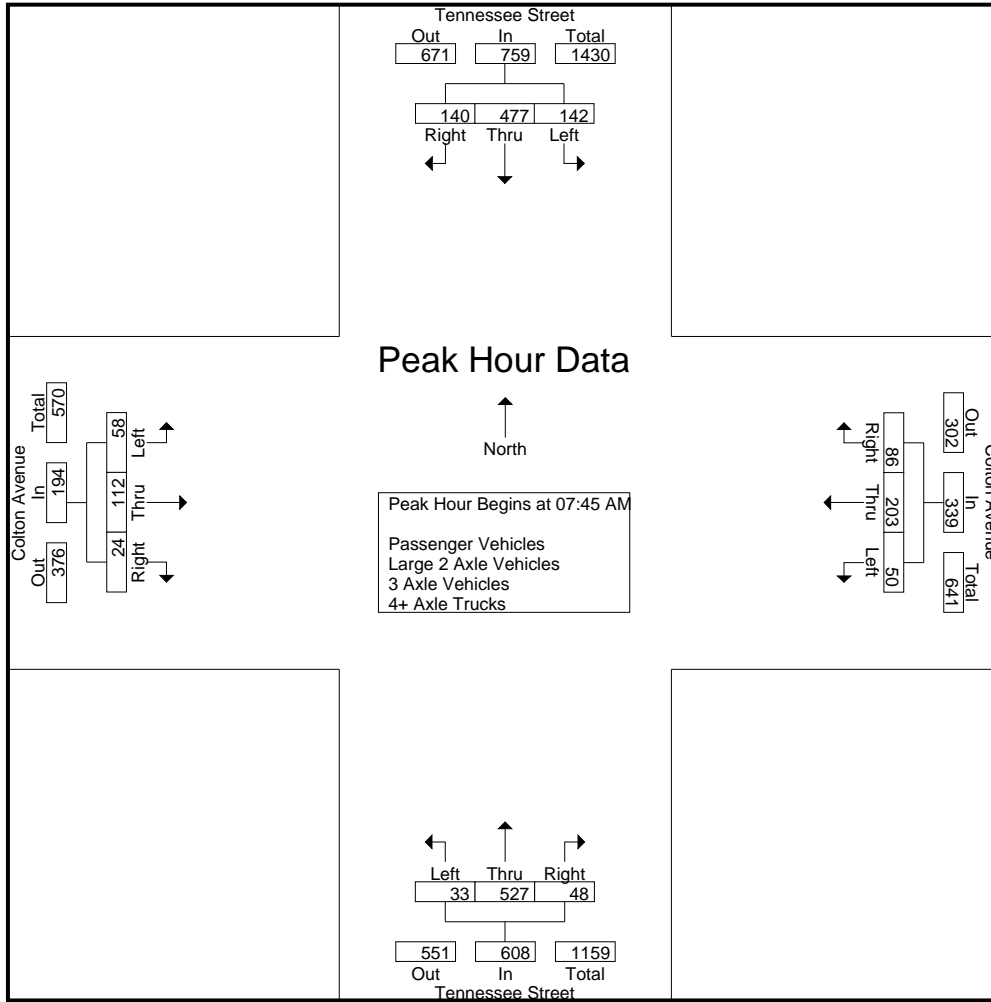 Tennessee Street
Out In Total
671 759 1430
140 477 142
Right Thru Left
Peak Hour Data
North
Peak Hour Begins at 07:45 AM
Passenger Vehicles
Large 2 Axle Vehicles
3 Axle Vehicles
4+ Axle Trucks
Colton Avenue
Out In Total
376 194 570
24 112 58
Right Thru Left
Colton Avenue
Out In Total
302 339 641
86 203 50
Right Thru Left
Left Thru Right
33 527 48
551 608 1159
Out In Total
Tennessee Street